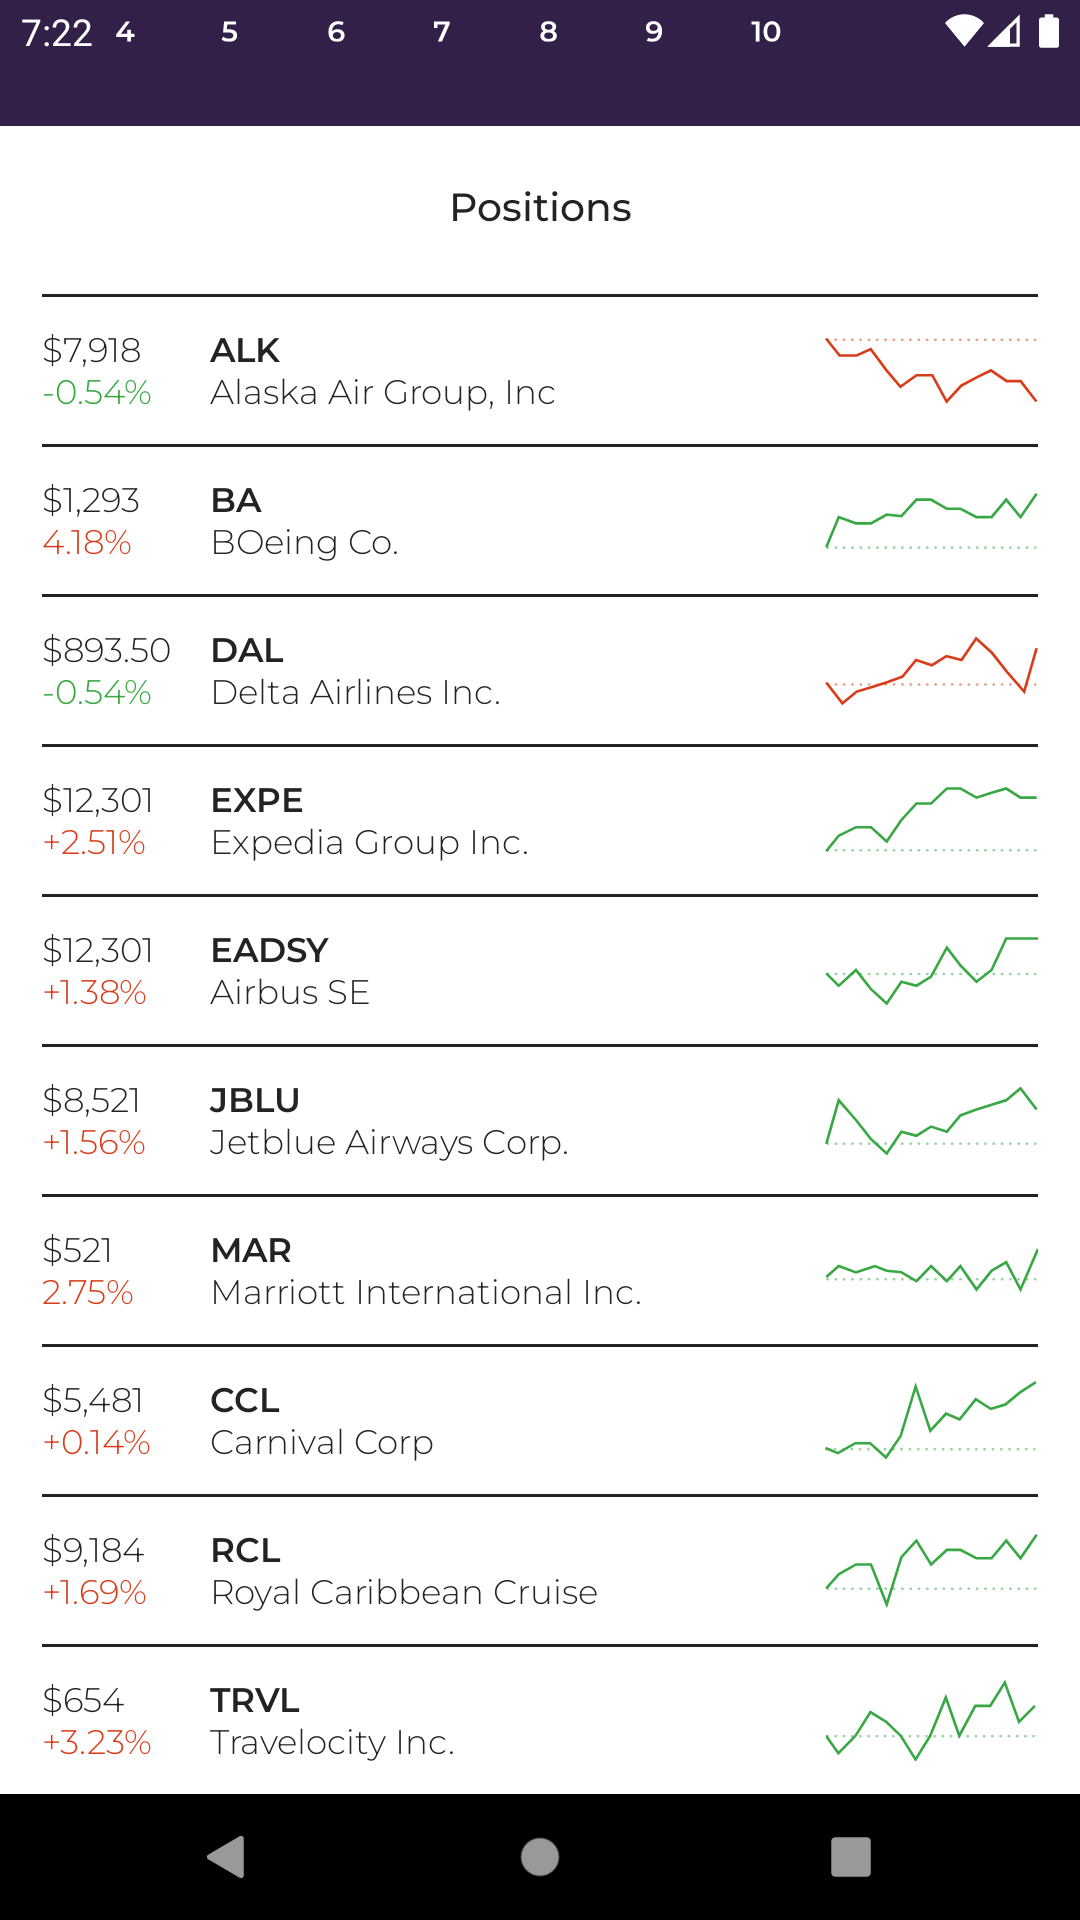 7:22 4 5 6 7 8 9 10
Positions
$7,918 ALK
-0.54% Alaska Air Group, Inc
$1,293 BA
4.18% BOeing Co.
$893.50 DAL
-0.54% Delta Airlines Inc.
$12,301 EXPE
+2.51% Expedia Group Inc.
$12,301 EADSY
+1.38% Airbus SE
$8,521 JBLU
+1.56% Jetblue Airways Corp.
$521 MAR
2.75% Marriott International Inc.
$5,481 CCL
+0.14% Carnival Corp
$9,184 RCL
+1.69% Royal Caribbean Cruise
$654 TRVL
+3.23% Travelocity Inc.